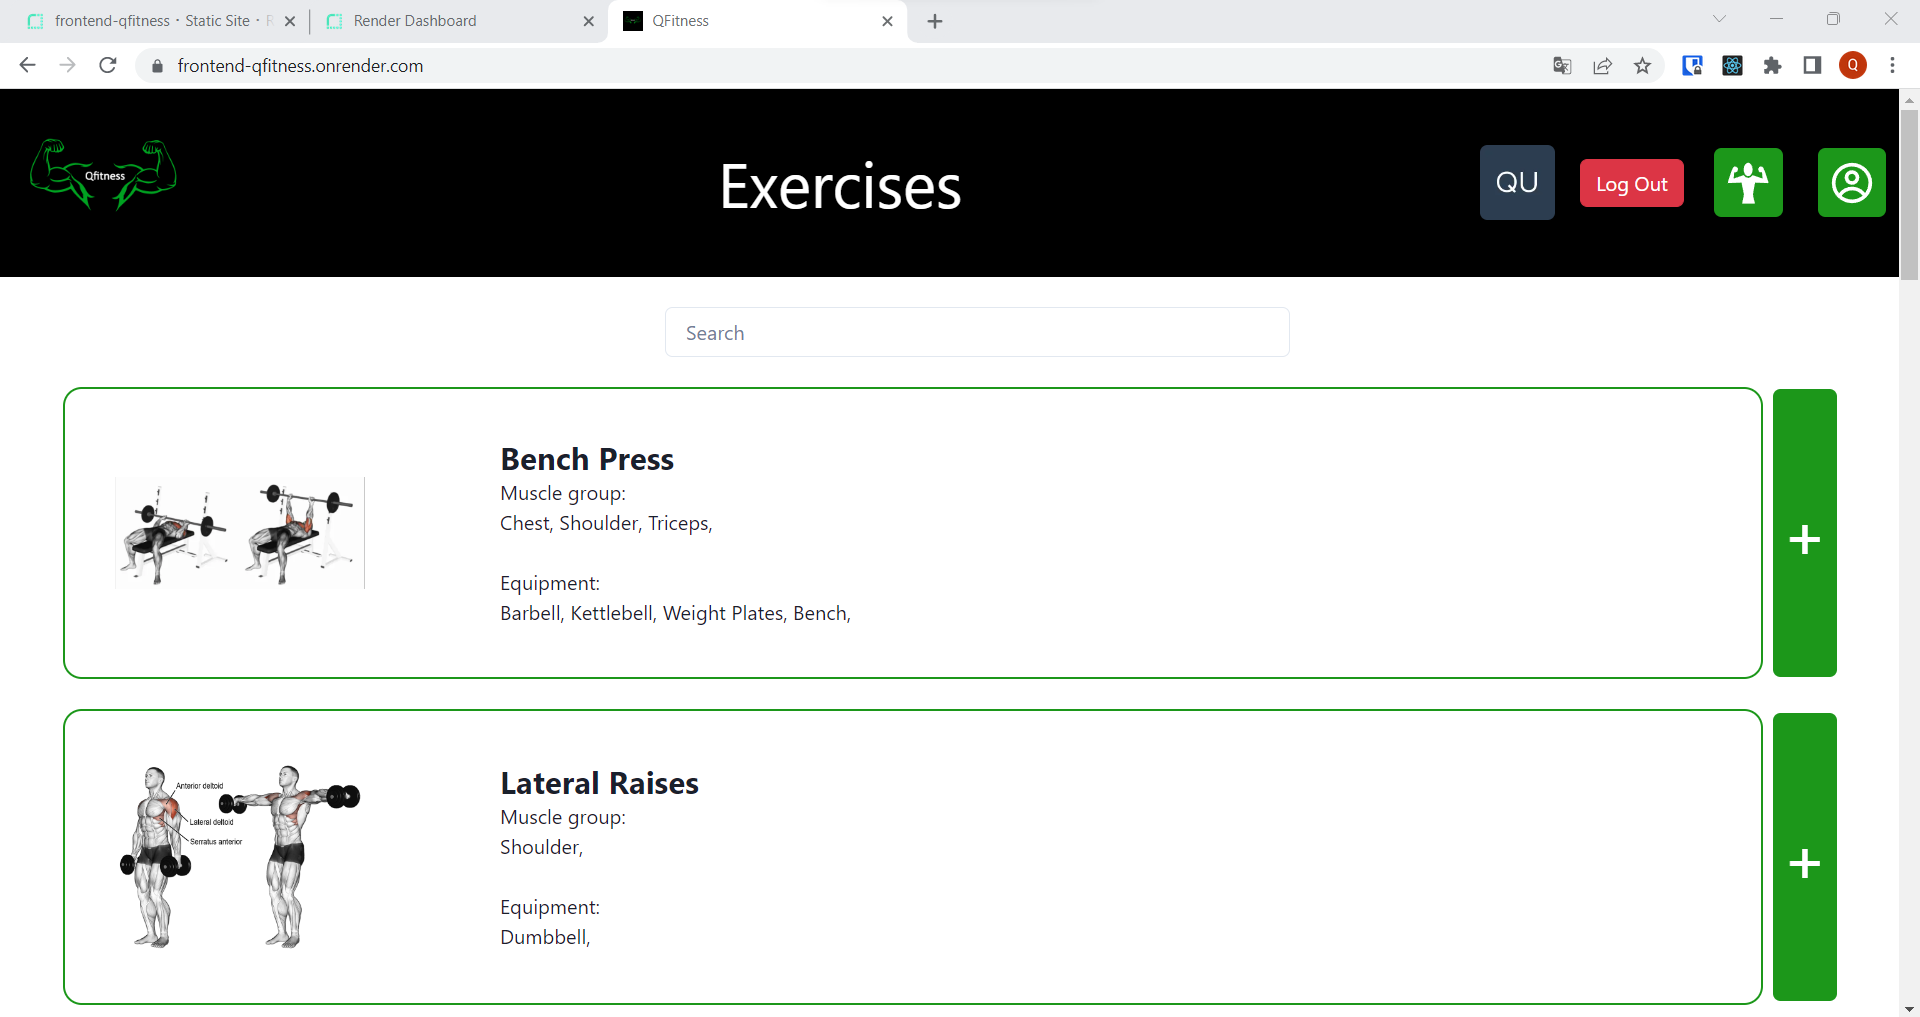 frontend-qfitness · Static Site · R
Render Dashboard
QFitness
frontend-qfitness.onrender.com
Q
Qfitness
Exercises
QU
Log Out
Search
Bench Press
Muscle group:
Chest, Shoulder, Triceps,
Equipment:
Barbell, Kettlebell, Weight Plates, Bench,
Anterior deltoid
Lateral deltoid
Serratus anterior
Lateral Raises
Muscle group:
Shoulder,
Equipment:
Dumbbell,